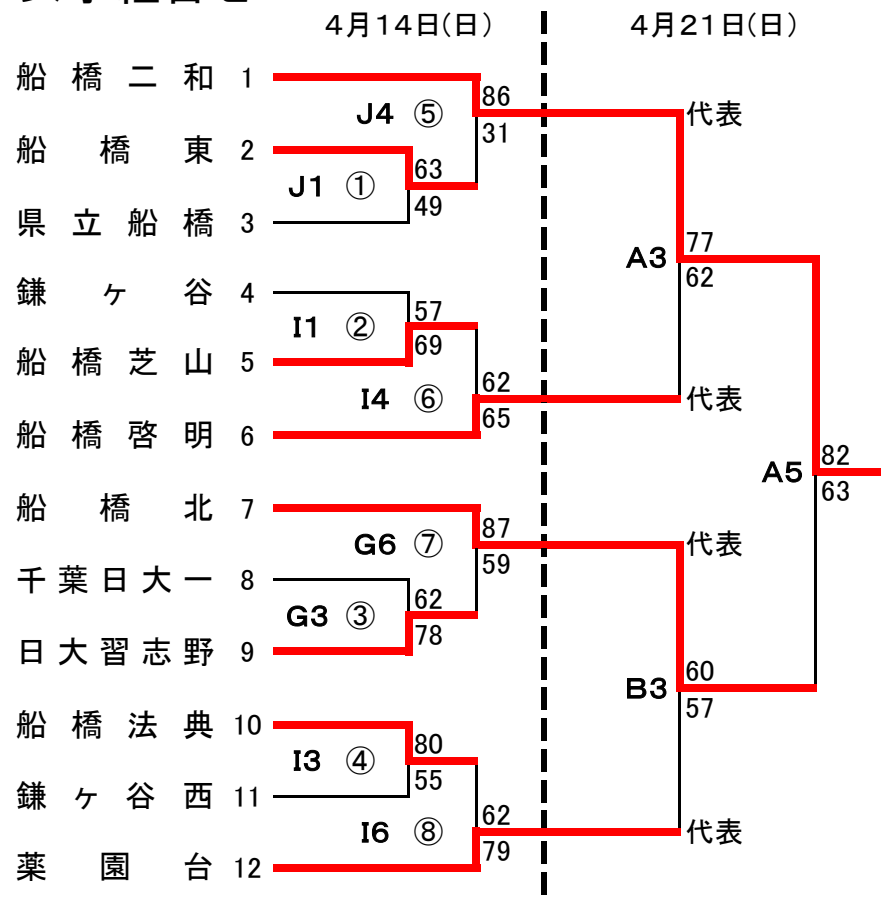 4月14日(日) 4月21日(日)
船橋二和 1
86
J4 ⑤ 代表
31
船橋東 2
63
J1 ①
49
県立船橋 3
77
A3
62
鎌ヶ谷 4
57
I1 ②
69
船橋芝山 5
62
I4 ⑥ 代表
65
船橋啓明 6
82
A5
63
船橋北 7
87
G6 ⑦ 代表
59
千葉日大一 8
62
G3 ③
78
日大習志野 9
60
B3
57
船橋法典 10
80
I3 ④
55
鎌ヶ谷西 11
62
I6 ⑧ 代表
79
薬園台 12